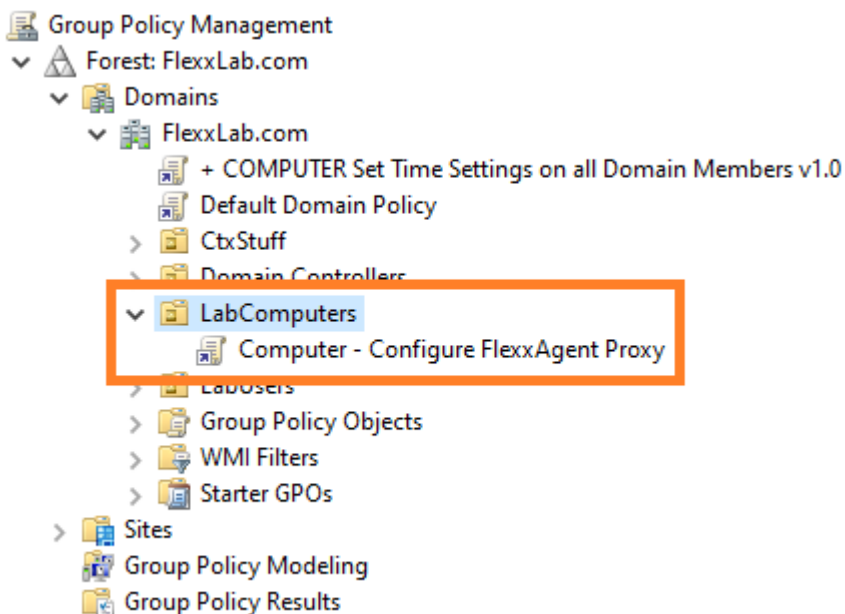 Group Policy Management
Forest: FlexxLab.com
Domains
FlexxLab.com
+ COMPUTER Set Time Settings on all Domain Members v1.0
Default Domain Policy
CtxStuff
Domain Controllers
LabComputers
Computer - Configure FlexxAgent Proxy
LabUsers
Group Policy Objects
WMI Filters
Starter GPOs
Sites
Group Policy Modeling
Group Policy Results